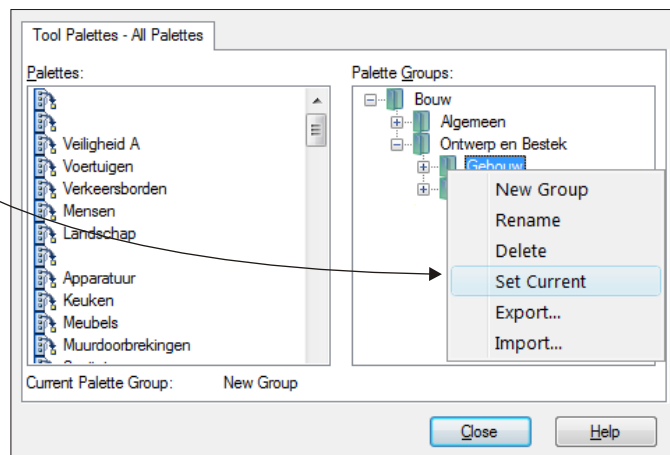 Tool Palettes - All Palettes
Palettes:
Veiligheid A
Voertuigen
Verkeersborden
Mensen
Landschap
Apparatuur
Keuken
Meubels
Muurdoorbrekingen
Palette Groups:
Bouw
Algemeen
Ontwerp en Bestek
Gebouw
New Group
Rename
Delete
Set Current
Export...
Import...
Current Palette Group: New Group
Close Help